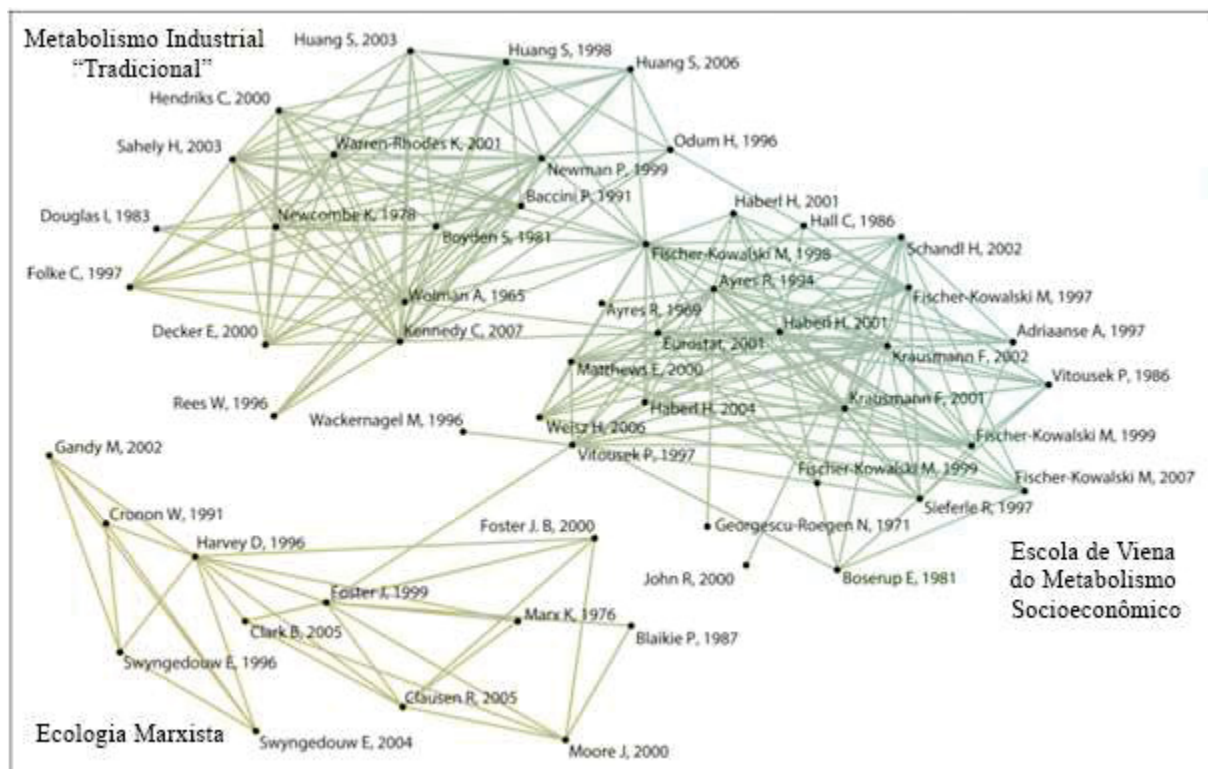 Metabolismo Industrial
“Tradicional”
Huang S, 2003
Huang S, 1998
Huang S, 2006
Hendriks C, 2000
Sahely H, 2003
Warren-Rhodes K, 2001
Odum H, 1996
Newman P, 1999
Baccini P, 1991
Douglas I, 1983
Newcombe K, 1978
Boyden S, 1981
Haberl H, 2001
Hall C, 1986
Fischer-Kowalski M, 1998
Schandl H, 2002
Folke C, 1997
Ayres R, 1994
Wolman A, 1965
Ayres R, 1969
Fischer-Kowalski M, 1997
Decker E, 2000
Kennedy C, 2007
Eurostat, 2001
Haberl H, 2001
Adriaanse A, 1997
Krausmann F, 2002
Matthews E, 2000
Vitousek P, 1986
Rees W, 1996
Wackernagel M, 1996
Haberl H, 2004
Krausmann F, 2001
Weisz H, 2006
Vitousek P, 1997
Fischer-Kowalski M, 1999
Gandy M, 2002
Fischer-Kowalski M, 1999
Fischer-Kowalski M, 2007
Sieferle R, 1997
Cronon W, 1991
Harvey D, 1996
Foster J. B, 2000
Georgescu-Roegen N, 1971
Escola de Viena
do Metabolismo
Socioeconômico
John R, 2000
Boserup E, 1981
Foster J, 1999
Clark B, 2005
Marx K, 1976
Blaikie P, 1987
Swyngedouw E, 1996
Clausen R, 2005
Ecologia Marxista
Swyngedouw E, 2004
Moore J, 2000